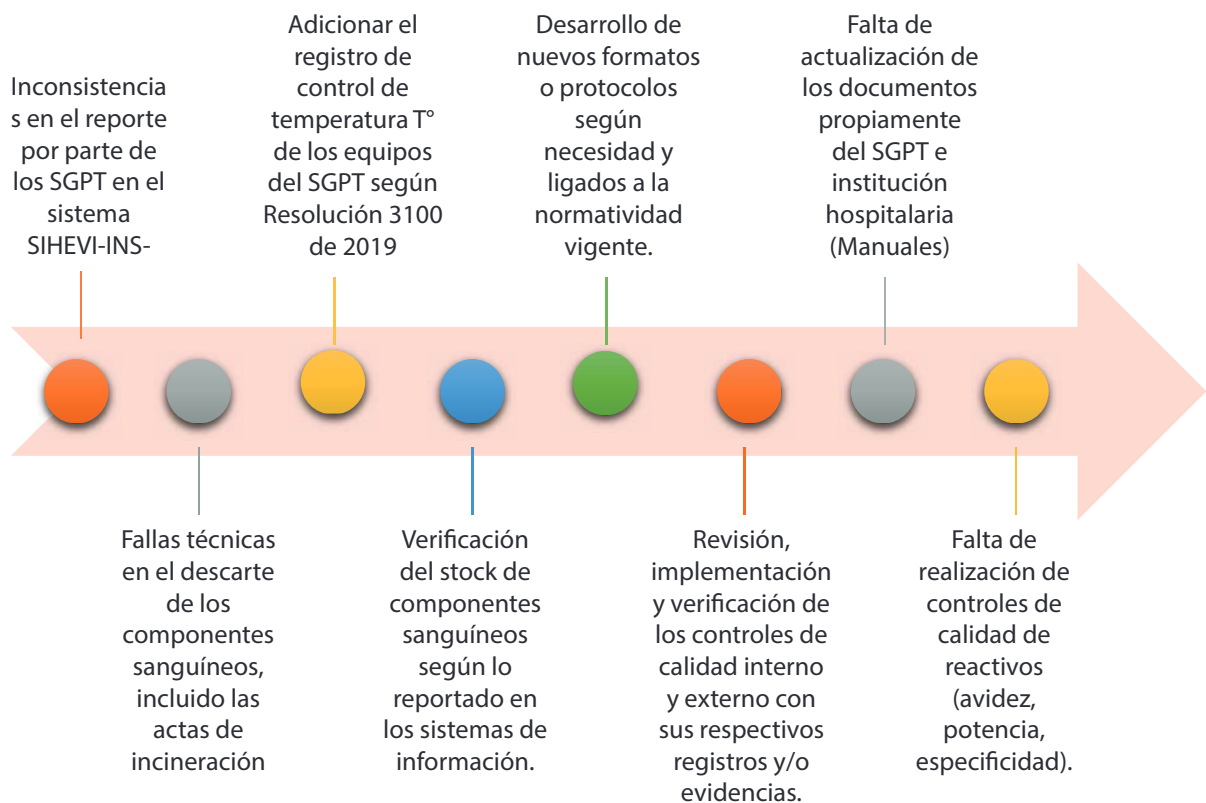 Inconsistencia
s en el reporte
por parte de
los SGPT en el
sistema
SIHEVI-INS-
Fallas técnicas
en el descarte
de los
componentes
sanguíneos,
incluido las
actas de
incineración
Adicionar el
registro de
control de
temperatura T°
de los equipos
del SGPT según
Resolución 3100
de 2019
Verificación
del stock de
componentes
sanguíneos
según lo
reportado en
los sistemas de
información.
Desarrollo de
nuevos formatos
o protocolos
según
necesidad y
ligados a la
normatividad
vigente.
Revisión,
implementación
y verificación de
los controles de
calidad interno
y externo con
sus respectivos
registros y/o
evidencias.
Falta de
actualización de
los documentos
propiamente
del SGPT e
institución
hospitalaria
(Manuales)
Falta de
realización de
controles de
calidad de
reactivos
(avidez,
potencia,
especificidad).